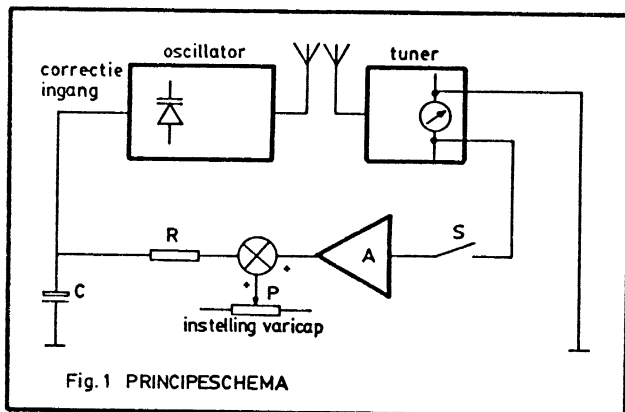 oscillator
tuner
correctie
ingang
R
A
S
C
+
+
P
instelling varicap
Fig.1 PRINCIPESCHEMA